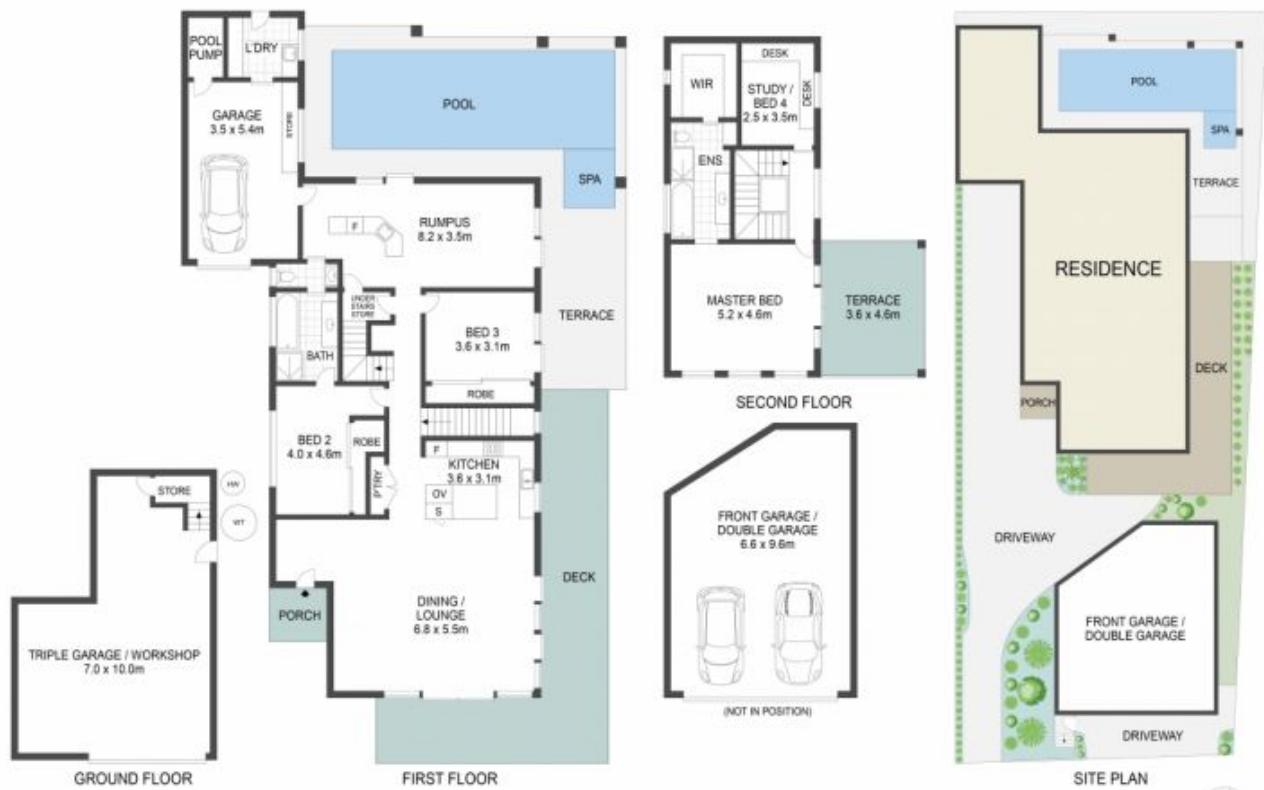 POOL
PUMP
L'DRY
POOL
GARAGE
3.5 x 5.4m
STORE
SPA
RUMPUS
8.2 x 3.5m
F
UNDER
STAIRS
STORE
BATH
BED 3
3.6 x 3.1m
TERRACE
ROBE
BED 2
4.0 x 4.6m
ROBE
P'TRY
F
KITCHEN
3.6 x 3.1m
OV
S
DECK
PORCH
DINING /
LOUNGE
6.8 x 5.5m
FIRST FLOOR
STORE
HW
WT
TRIPLE GARAGE / WORKSHOP
7.0 x 10.0m
GROUND FLOOR
WIR
DESK
STUDY /
BED 4
2.5 x 3.5m
DESK
ENS
MASTER BED
5.2 x 4.6m
TERRACE
3.6 x 4.6m
SECOND FLOOR
FRONT GARAGE /
DOUBLE GARAGE
6.6 x 9.6m
(NOT IN POSITION)
POOL
SPA
TERRACE
RESIDENCE
DECK
PORCH
DRIVEWAY
FRONT GARAGE /
DOUBLE GARAGE
DRIVEWAY
SITE PLAN